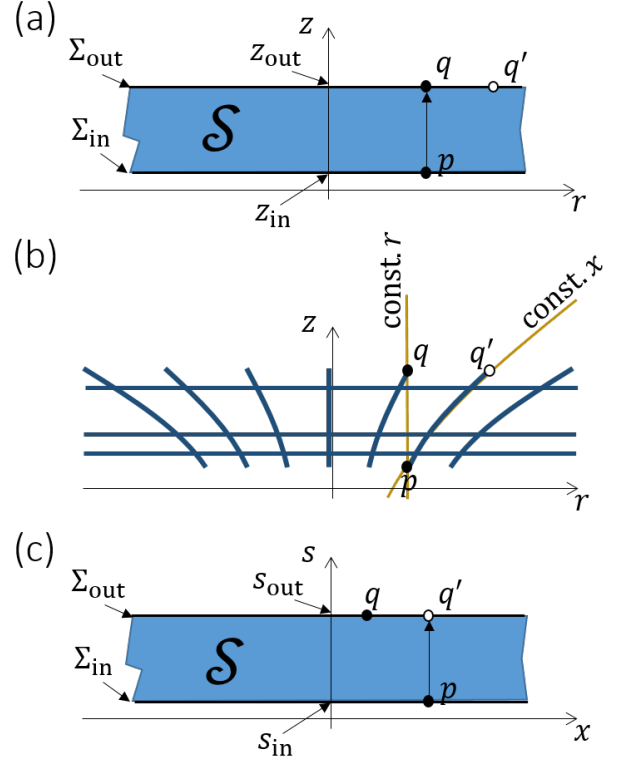 (a)
z
Σout
zout
q
q′
𝒮
Σin
p
zin
r
(b)
const. r
const. x
z
q
q′
p
r
(c)
s
Σout
sout
q
q′
𝒮
Σin
p
sin
x